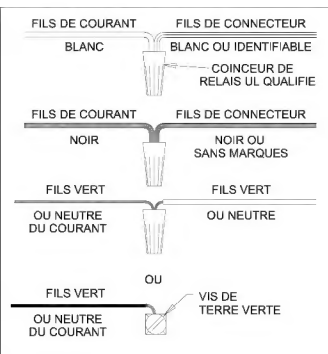 FILS DE COURANT FILS DE CONNECTEUR
BLANC BLANC OU IDENTIFIABLE
COINCEUR DE
RELAIS UL QUALIFIE
FILS DE COURANT FILS DE CONNECTEUR
NOIR NOIR OU
SANS MARQUES
FILS VERT FILS VERT
OU NEUTRE
DU COURANT
OU NEUTRE
OU
FILS VERT
VIS DE
TERRE VERTE
OU NEUTRE
DU COURANT